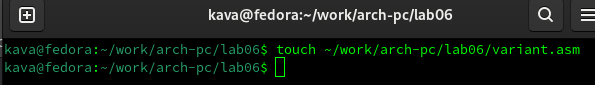 kava@fedora:~/work/arch-pc/lab06
kava@fedora:~/work/arch-pc/lab06$ touch ~/work/arch-pc/lab06/variant.asm
kava@fedora:~/work/arch-pc/lab06$